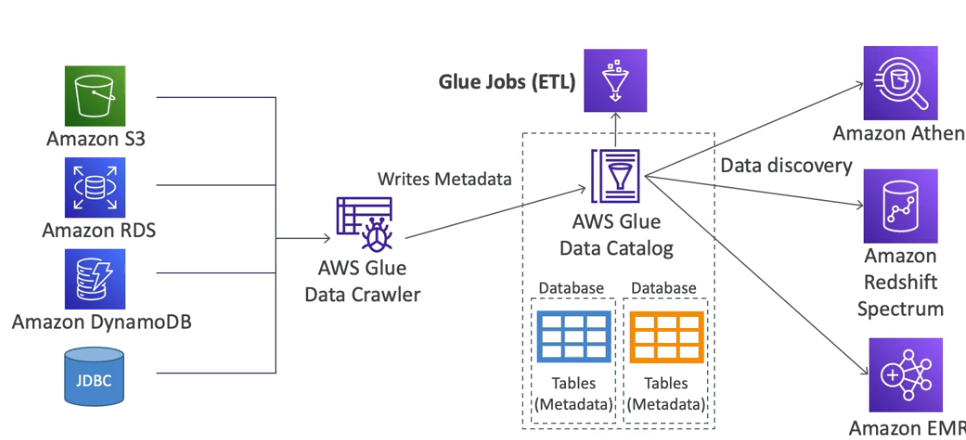 Amazon S3
Amazon RDS
Amazon DynamoDB
JDBC
AWS Glue
Data Crawler
Writes Metadata
Glue Jobs (ETL)
AWS Glue
Data Catalog
Database
Tables
(Metadata)
Database
Tables
(Metadata)
Data discovery
Amazon Athen
Amazon
Redshift
Spectrum
Amazon EMR